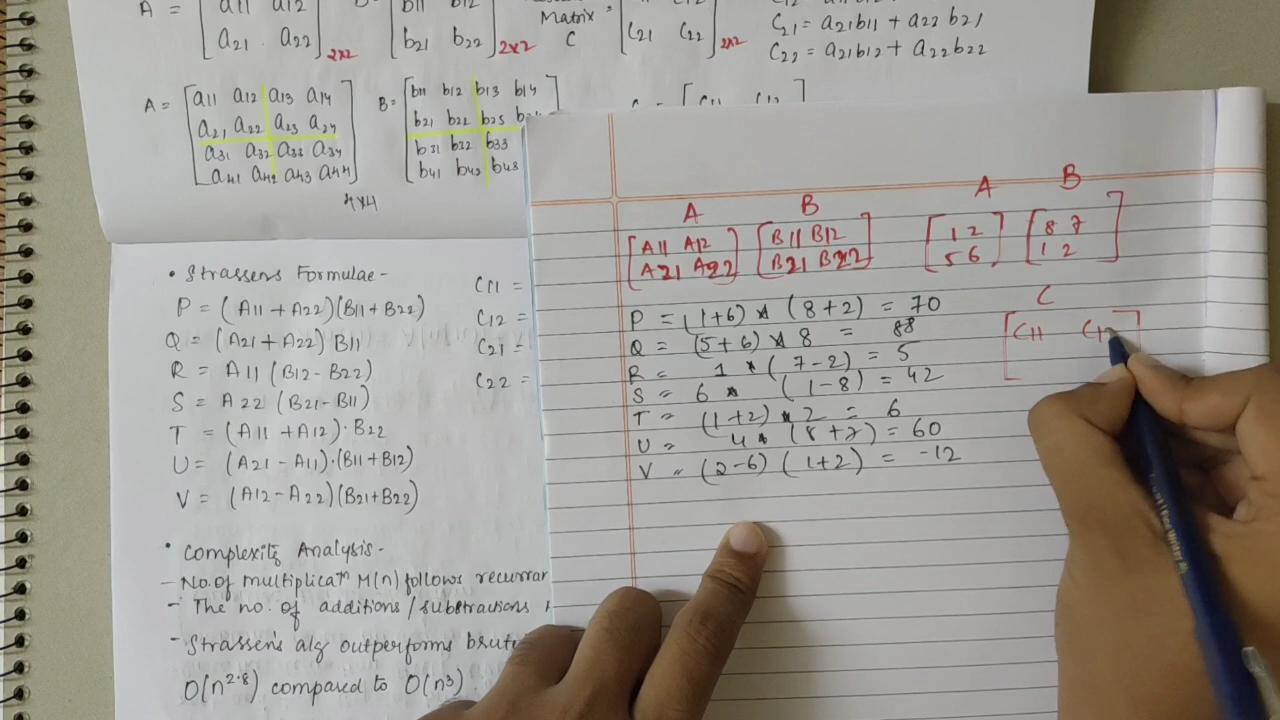 A = [a11 a12 B = [b11 b12 Matrix = c12
a21 a22] 2x2 b21 b22] 2x2 C [C21 C22] 2x2
C21 = a21b11 + a22 b21
C22 = a21b12 + a22b22
A = [a11 a12 a13 a14 B = [b11 b12 b13 b14
a21 a22 a23 a24 b21 b22 b23
a31 a32 a33 a34 b31 b32 b33
a41 a42 a43 a44] b41 b42 b43
4x4
• Strassens Formulae -
P = (A11 + A22)(B11 + B22)
Q = (A21 + A22) B11
R = A11 (B12 - B22)
S = A22 (B21 - B11)
T = (A11 + A12) · B22
U = (A21 - A11) · (B11 + B12)
V = (A12 - A22)(B21 + B22)
C11 =
C12 =
C21 =
C22 =
• Complexity Analysis -
- No. of multiplicatn M(n) follows
- The no. of additions / substractions
- Strassen's alg outperforms
O(n2.8) compared to O(n3)
A B A B
[A11 A12 [B11 B12 [1 2 [8 7
A21 A22] B21 B22] 5 6] 1 2]
P = (1+6) * (8+2) = 70
Q = (5+6) * 8 = 88
R = 1 * (7-2) = 5
S = 6 * (1-8) = 42
T = (1+2) * 2 = 6
U = 4 * (8+7) = 60
V = (2-6) (1+2) = -12
C
[C11 C1